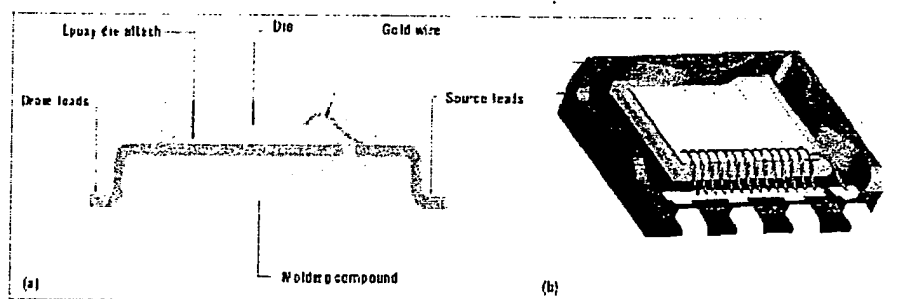 Epoxy die attach
Die
Gold wire
Drain leads
Source leads
Molding compound
(a)
(b)